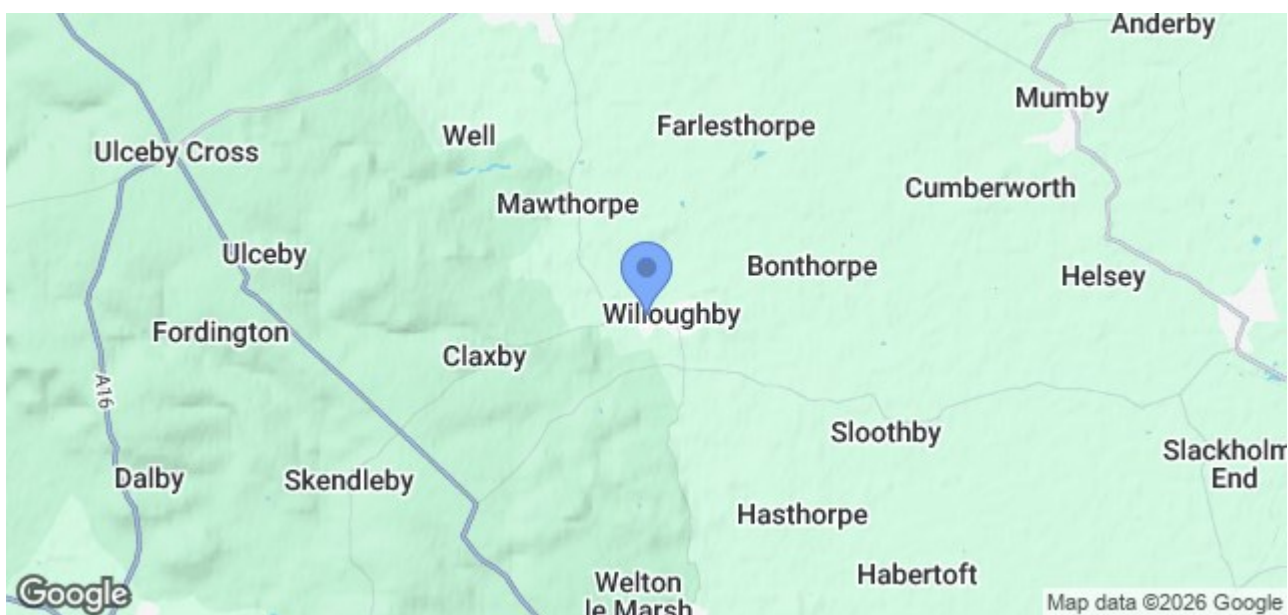 Anderby
Mumby
Farlesthorpe
Well
Ulceby Cross
Cumberworth
Mawthorpe
Ulceby
Bonthorpe
Helsey
Willoughby
Fordington
Claxby
A16
Sloothby
Slackholm
End
Dalby
Skendleby
Hasthorpe
Habertoft
Welton
le Marsh
Google
Map data ©2026 Google